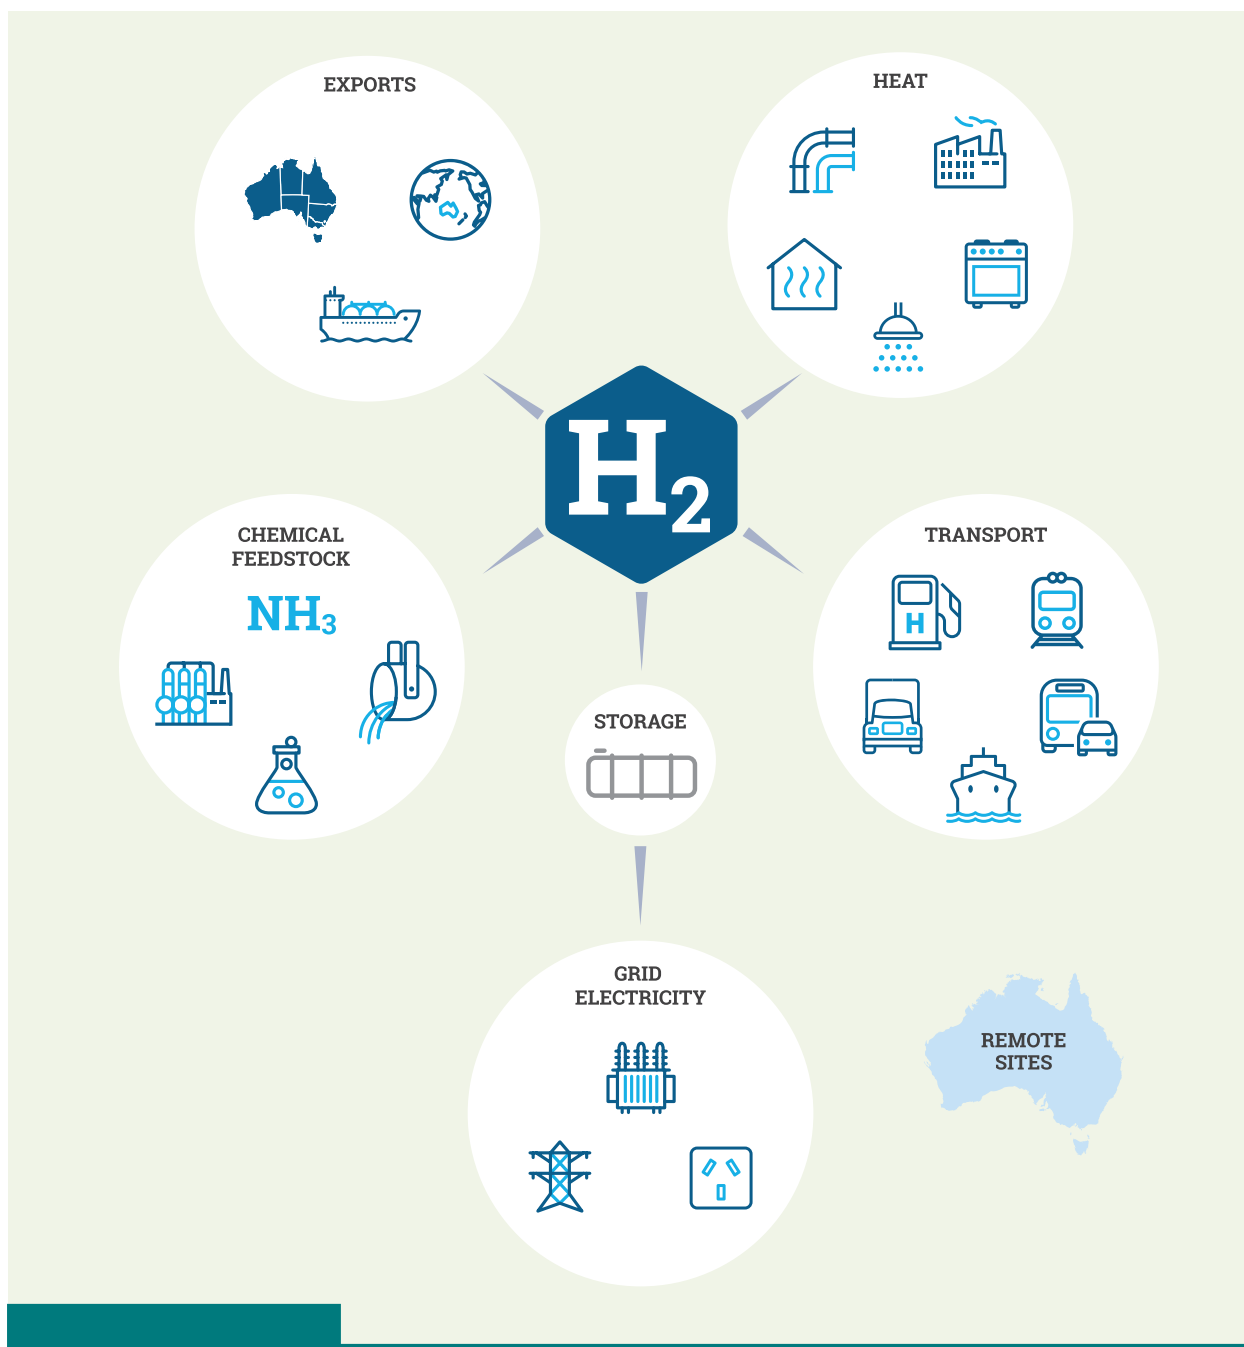 EXPORTS
HEAT
H2
CHEMICAL
FEEDSTOCK
NH3
TRANSPORT
H
STORAGE
GRID
ELECTRICITY
REMOTE
SITES